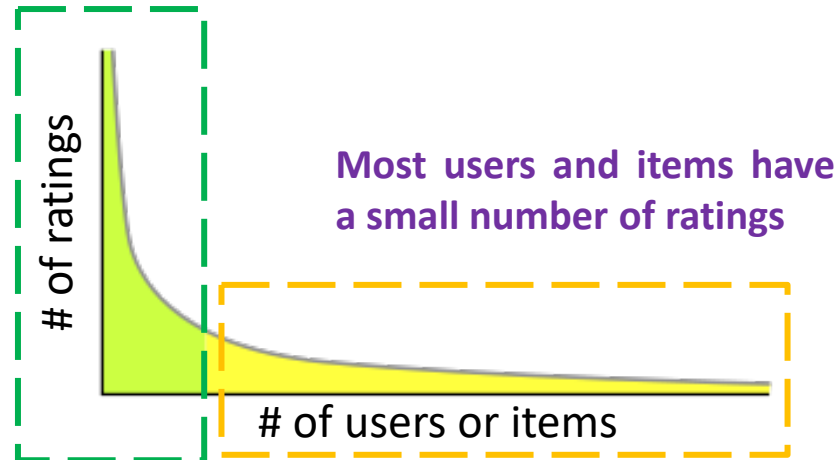 # of ratings
Most users and items have
a small number of ratings
# of users or items